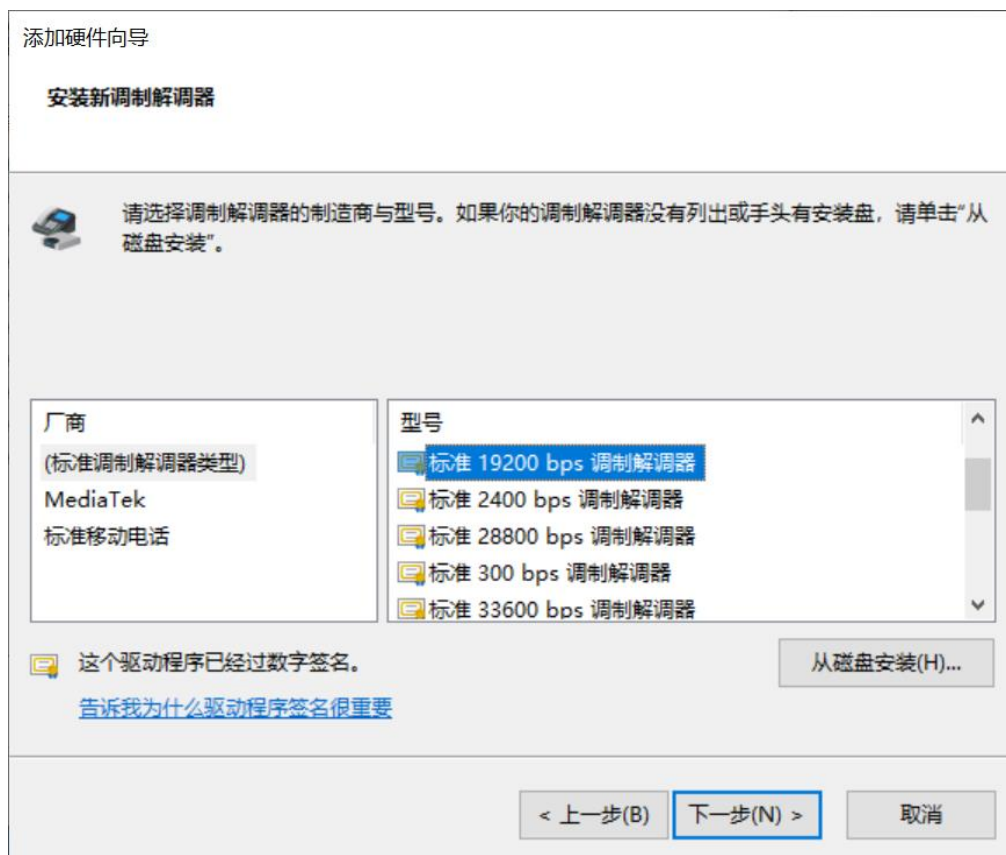 添加硬件向导
安装新调制解调器
请选择调制解调器的制造商与型号。如果你的调制解调器没有列出或手头有安装盘，请单击“从
磁盘安装”。
厂商
(标准调制解调器类型)
MediaTek
标准移动电话
型号
标准 19200 bps 调制解调器
标准 2400 bps 调制解调器
标准 28800 bps 调制解调器
标准 300 bps 调制解调器
标准 33600 bps 调制解调器
这个驱动程序已经过数字签名。
从磁盘安装(H)...
告诉我为什么驱动程序签名很重要
< 上一步(B)
下一步(N) >
取消